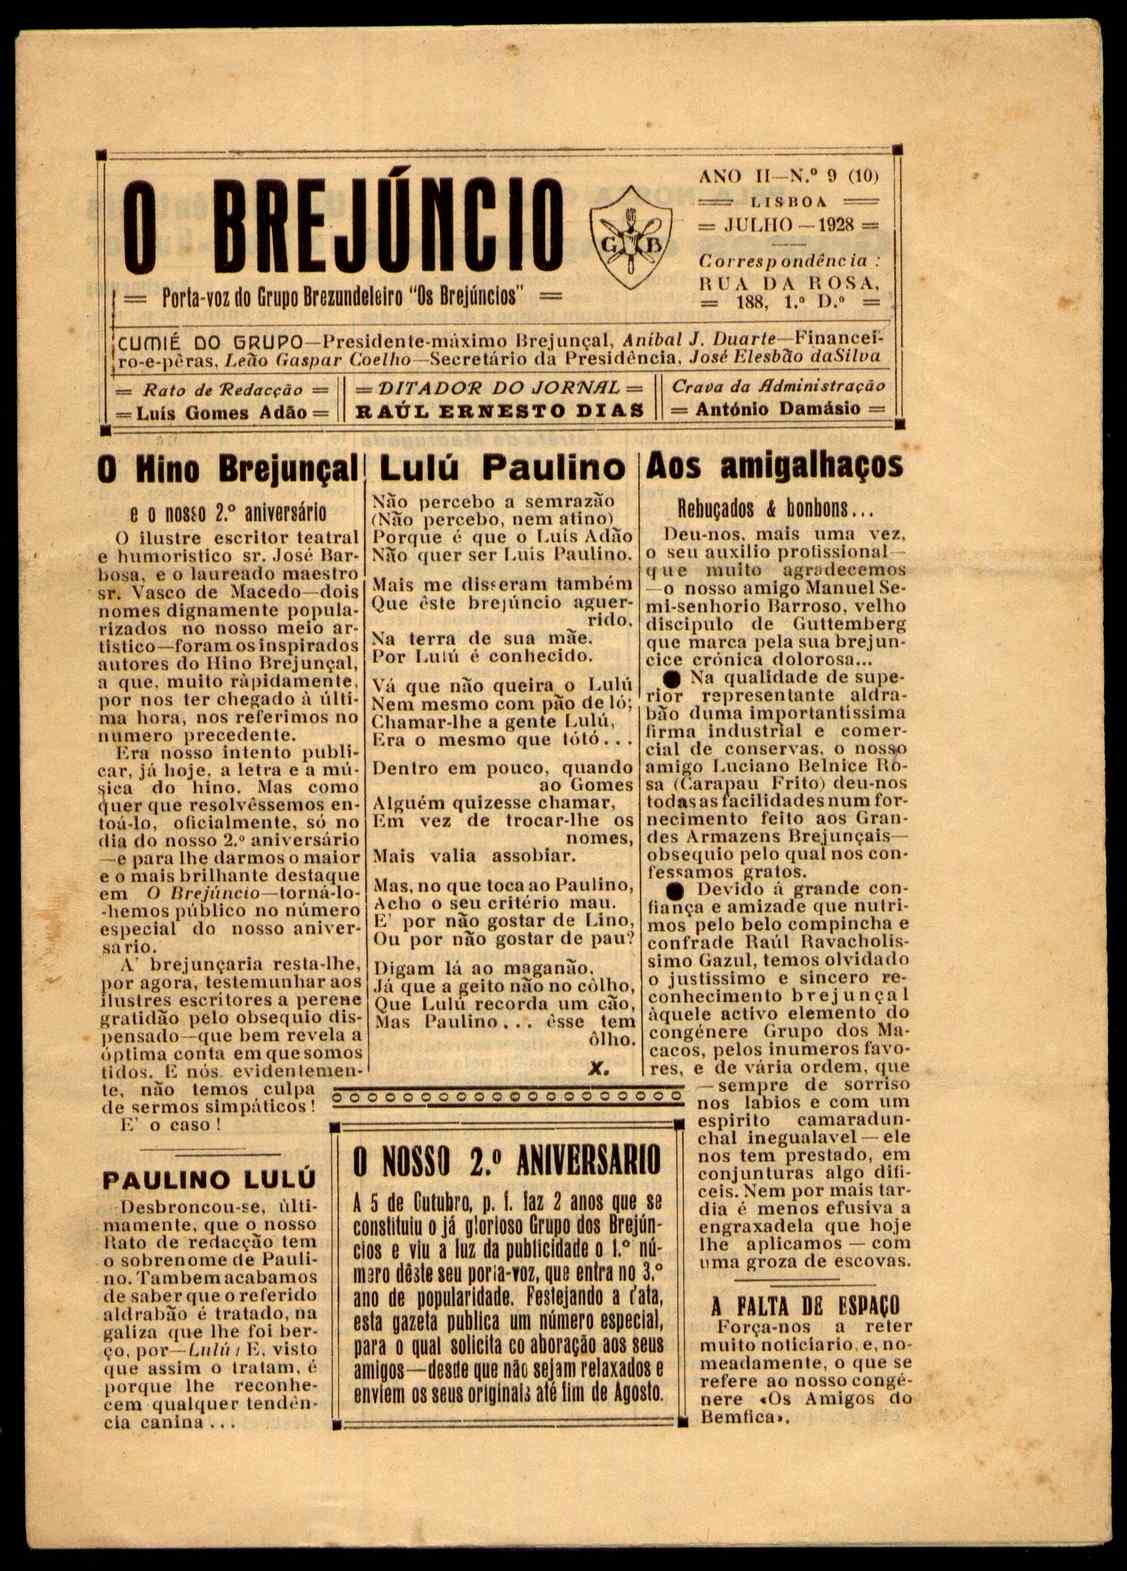 O BREJÚNCIO
= Porta-voz do Grupo Brezundeleiro "Os Brejúncios" =
G B
ANO II—N.º 9 (10)
== LISBOA ==
= JULHO — 1928 =
Correspondência :
RUA DA ROSA,
= 188, 1.º D.º =
CUMIÉ DO GRUPO—Presidente-máximo Brejunçal, Aníbal J. Duarte—Financei-
ro-e-pêras, Leão Gaspar Coelho—Secretário da Presidência, José Elesbão da Silva
= Rato de Redacção =
= Luís Gomes Adão =
= DITADOR DO JORNAL =
RAÚL ERNESTO DIAS
Crava da Administração
= António Damásio =
O Hino Brejunçal
e o nosso 2.º aniversário
O ilustre escritor teatral
e humoristico sr. José Bar-
bosa, e o laureado maestro
sr. Vasco de Macedo—dois
nomes dignamente popula-
rizados no nosso meio ar-
tistico—foram os inspirados
autores do Hino Brejunçal,
a que, muito ràpidamente,
por nos ter chegado à últi-
ma hora, nos referimos no
numero precedente.
Era nosso intento publi-
car, já hoje, a letra e a mú-
sica do hino. Mas como
quer que resolvêssemos en-
toá-lo, oficialmente, só no
dia do nosso 2.º aniversário
—e para lhe darmos o maior
e o mais brilhante destaque
em O Brejúncio—torná-lo-
-hemos público no número
especial do nosso aniver-
sario.
A' brejunçaria resta-lhe,
por agora, testemunhar aos
ilustres escritores a perene
gratidão pelo obsequio dis-
pensado—que bem revela a
óptima conta em que somos
tidos. E nós, evidentemen-
te, não temos culpa
de sermos simpáticos!
E' o caso!
PAULINO LULÚ
Desbroncou-se, últi-
mamente, que o nosso
Rato de redacção tem
o sobrenome de Pauli-
no. Tambem acabamos
de saber que o referido
aldrabão é tratado, na
galiza que lhe foi ber-
ço, por—Lulú! E, visto
que assim o tratam, é
porque lhe reconhe-
cem qualquer tendên-
cia canina...
Lulú Paulino
Não percebo a semrazão
(Não percebo, nem atino)
Porque é que o Luís Adão
Não quer ser Luís Paulino.
Mais me disseram também
Que êste brejúncio aguer-
rido,
Na terra de sua mãe.
Por Lulú é conhecido.
Vá que não queira o Lulú
Nem mesmo com pão de ló;
Chamar-lhe a gente Lulú,
Era o mesmo que tótó...
Dentro em pouco, quando
ao Gomes
Alguém quizesse chamar,
Em vez de trocar-lhe os
nomes,
Mais valia assobiar.
Mas, no que toca ao Paulino,
Acho o seu critério mau.
E' por não gostar de Lino,
Ou por não gostar de pau?
Digam lá ao maganão,
Já que a geito não no côlho,
Que Lulú recorda um cão,
Mas Paulino... êsse tem
ôlho.
X.
O NOSSO 2.º ANIVERSARIO
A 5 de Outubro, p. f. faz 2 anos que se
constituiu o já glorioso Grupo dos Brejún-
cios e viu a luz da publicidade o 1.º nú-
mero dêste seu porta-voz, que entra no 3.º
ano de popularidade. Festejando a data,
esta gazeta publica um número especial,
para o qual solicita co aboração aos seus
amigos—desde que não sejam relaxados e
enviem os seus originais até fim de Agosto.
Aos amigalhaços
Rebuçados & bonbons...
Deu-nos, mais uma vez,
o seu auxilio profissional—
que muito agradecemos
—o nosso amigo Manuel Se-
mi-senhorio Barroso, velho
discipulo de Guttemberg
que marca pela sua brejun-
cice crónica dolorosa...
● Na qualidade de supe-
rior representante aldra-
bão duma importantissima
firma industrial e comer-
cial de conservas, o nosso
amigo Luciano Belnice Ro-
sa (Carapau Frito) deu-nos
todas as facilidades num for-
necimento feito aos Gran-
des Armazens Brejunçais—
obsequio pelo qual nos con-
fessamos gratos.
● Devido á grande con-
fiança e amizade que nutri-
mos pelo belo compincha e
confrade Raúl Ravacholis-
simo Gazul, temos olvidado
o justissimo e sincero re-
conhecimento brejunçal
àquele activo elemento do
congénere Grupo dos Ma-
cacos, pelos inumeros favo-
res, e de vária ordem, que
—sempre de sorriso
nos labios e com um
espirito camaradun-
chal inegualavel—ele
nos tem prestado, em
conjunturas algo difi-
ceis. Nem por mais tar-
dia é menos efusiva a
engraxadela que hoje
lhe aplicamos—com
uma groza de escovas.
A FALTA DE ESPAÇO
Força-nos a reter
muito noticiario, e, no-
meadamente, o que se
refere ao nosso congé-
nere «Os Amigos do
Bemfica».